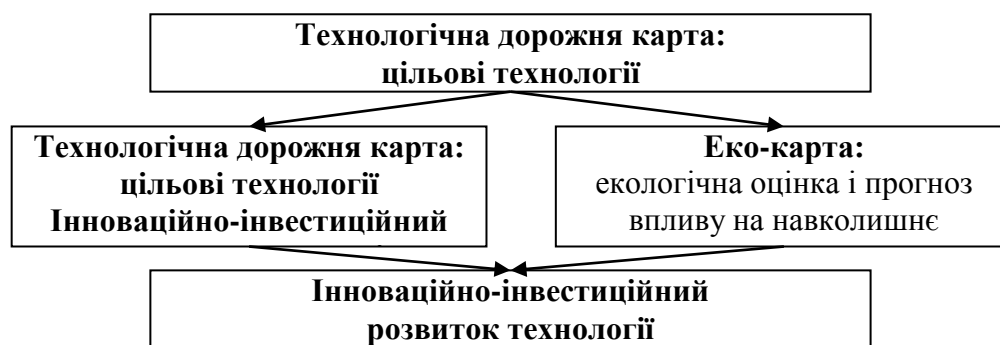 Технологічна дорожня карта:
цільові технології
Технологічна дорожня карта:
цільові технології
Інноваційно-інвестиційний
Еко-карта:
екологічна оцінка і прогноз
впливу на навколишнє
Інноваційно-інвестиційний
розвиток технології